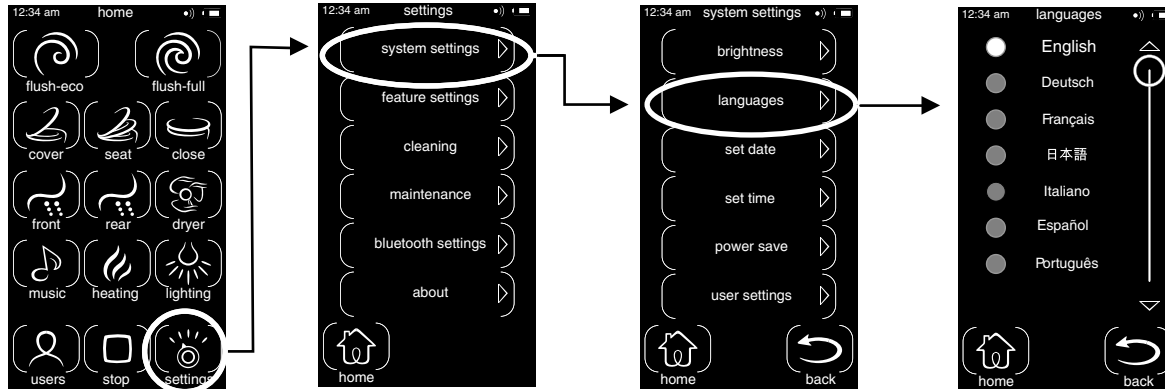 12:34 am home
flush-eco flush-full
cover seat close
front rear dryer
music heating lighting
users stop settings
12:34 am settings
system settings
feature settings
cleaning
maintenance
bluetooth settings
about
home
12:34 am system settings
brightness
languages
set date
set time
power save
user settings
home back
12:34 am languages
English
Deutsch
Français
日本語
Italiano
Español
Português
home back